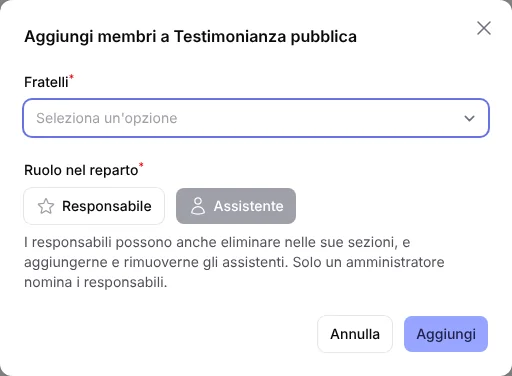 Aggiungi membri a Testimonianza pubblica
Fratelli*
Seleziona un'opzione
Ruolo nel reparto*
Responsabile
Assistente
I responsabili possono anche eliminare nelle sue sezioni, e
aggiungerne e rimuoverne gli assistenti. Solo un amministratore
nomina i responsabili.
Annulla
Aggiungi